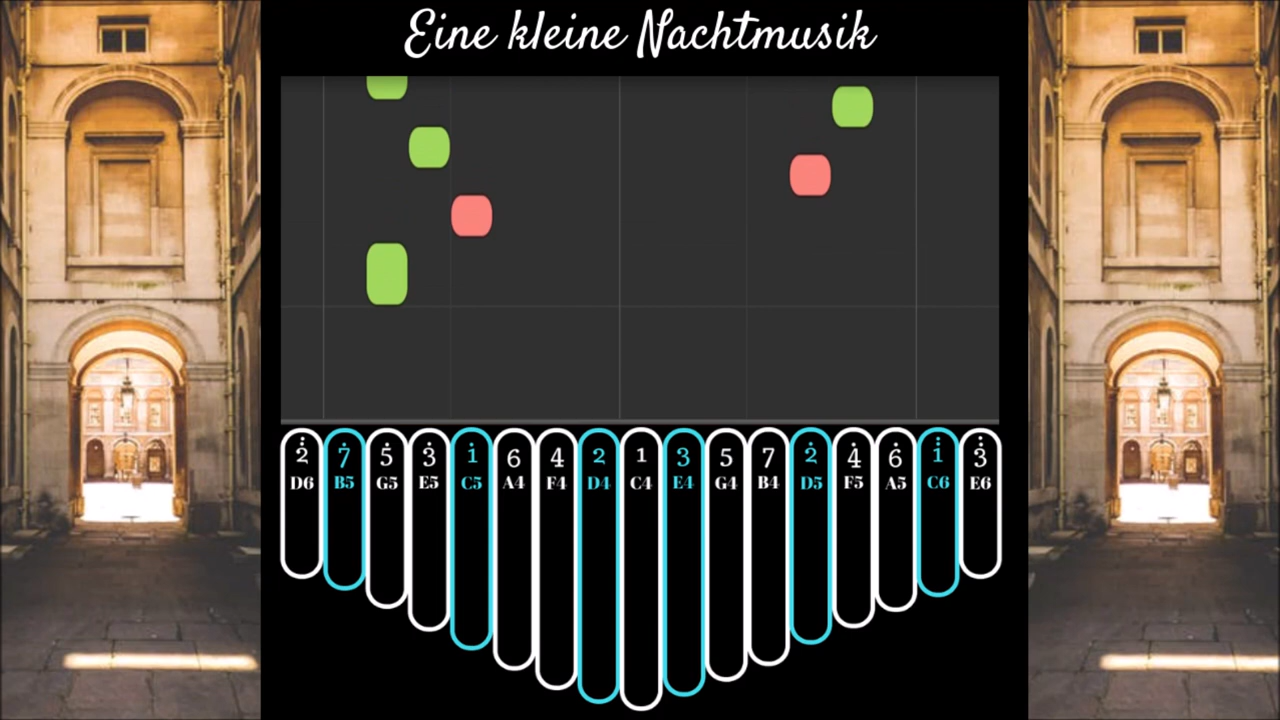 Eine kleine Nachtmusik
2̈ 7̇ 5̇ 3̇ 1̇ 6 4 2 1 3 5 7 2̇ 4̇ 6̇ 1̈ 3̈
D6 B5 G5 E5 C5 A4 F4 D4 C4 E4 G4 B4 D5 F5 A5 C6 E6